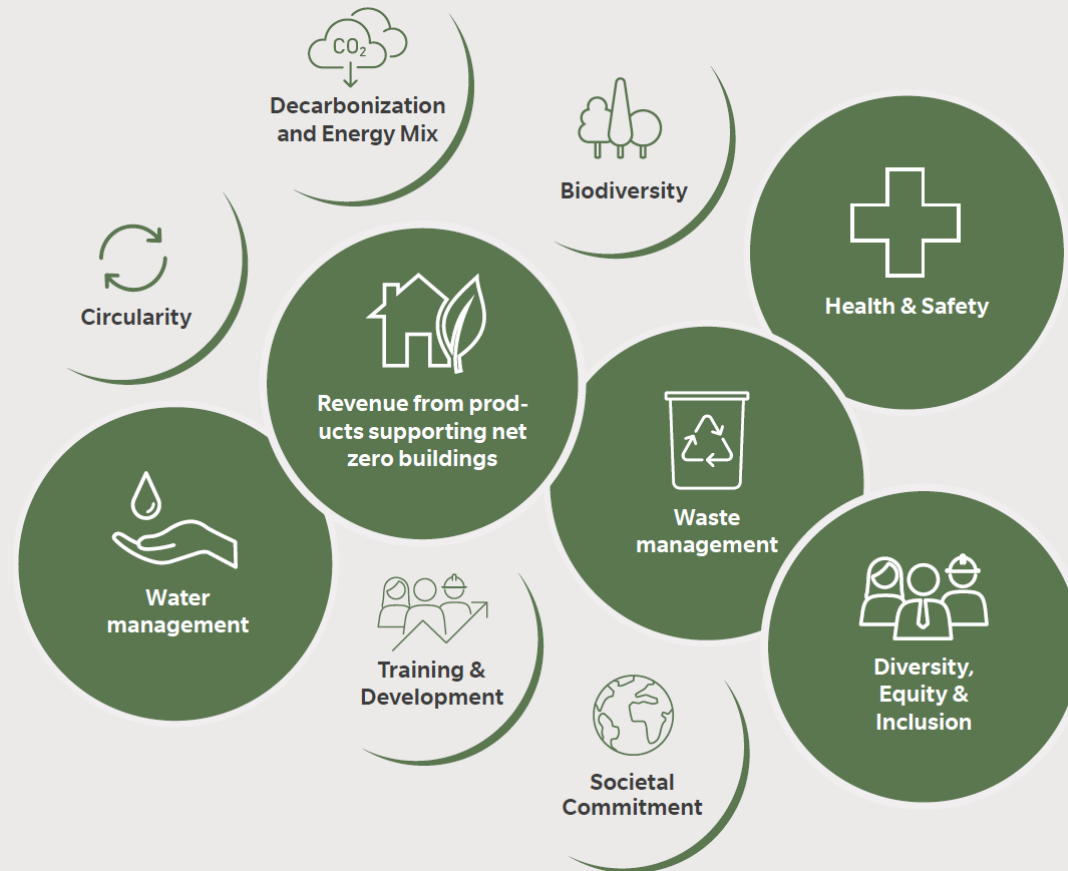 CO₂
Decarbonization
and Energy Mix
Biodiversity
Health & Safety
Circularity
Revenue from prod-
ucts supporting net
zero buildings
Waste
management
Water
management
Training &
Development
Diversity,
Equity &
Inclusion
Societal
Commitment